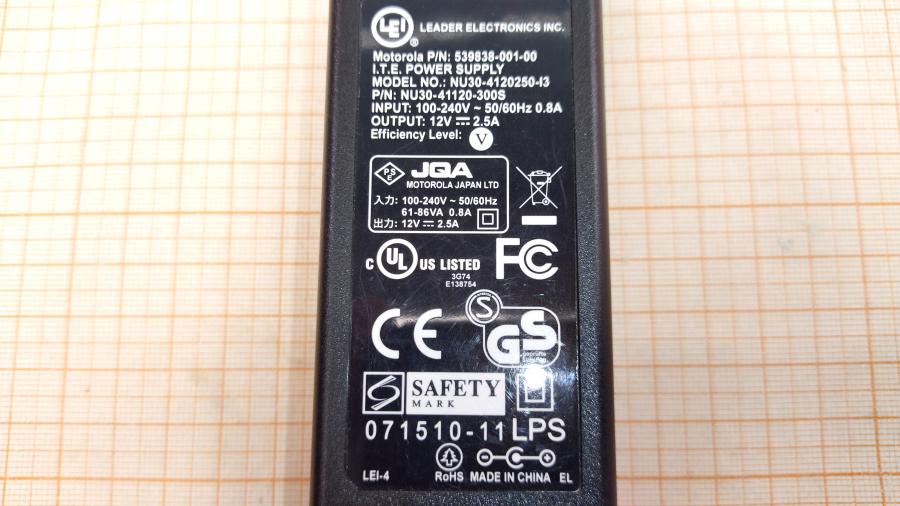 LEI
® LEADER ELECTRONICS INC.
Motorola P/N: 539838-001-00
I.T.E. POWER SUPPLY
MODEL NO.: NU30-4120250-I3
P/N: NU30-41120-300S
INPUT: 100-240V ~ 50/60Hz 0.8A
OUTPUT: 12V ⎓ 2.5A
Efficiency Level: V
PSE JQA
MOTOROLA JAPAN LTD
入力: 100-240V ~ 50/60Hz
61-86VA 0.8A
出力: 12V ⎓ 2.5A
c UL US LISTED
3G74
E138754
FC
CE
S
GS
geprüfte
Sicherheit
SAFETY
MARK
071510-11 LPS
LEI-4 RoHS MADE IN CHINA EL